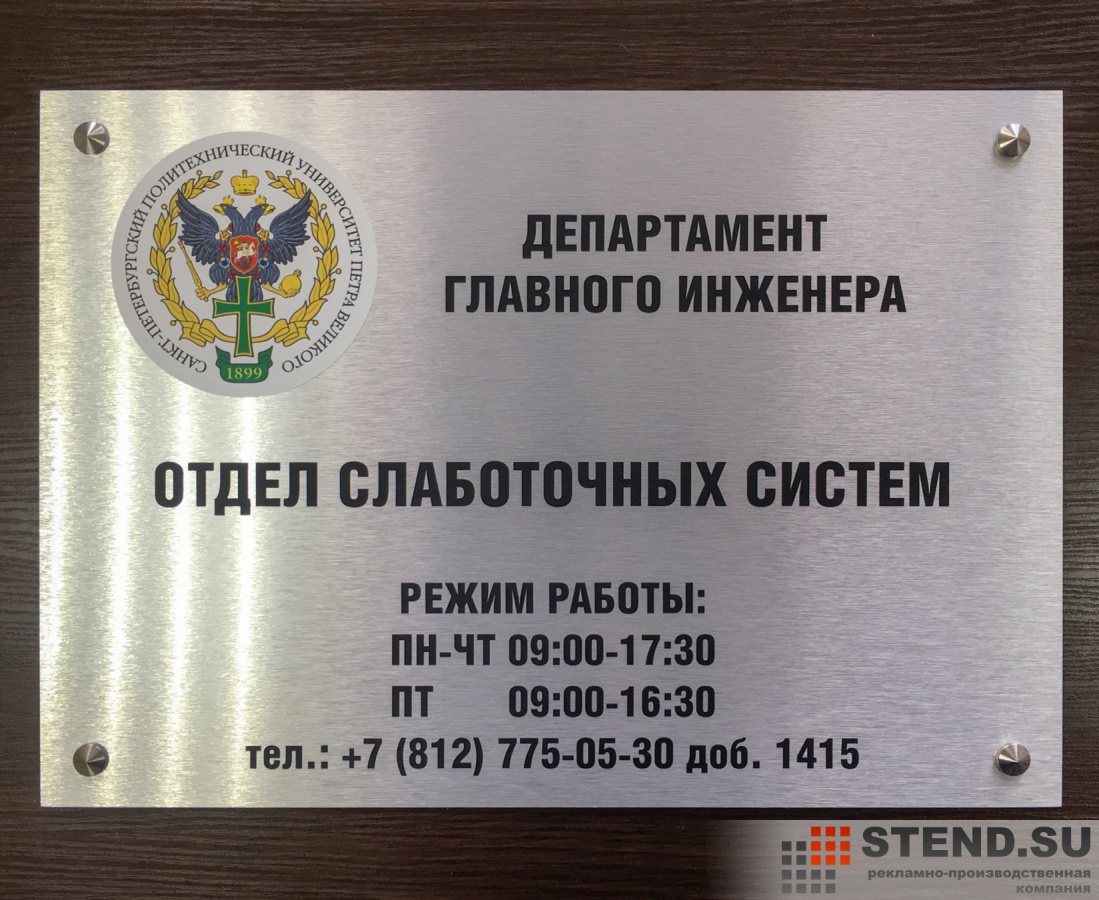 САНКТ-ПЕТЕРБУРГСКИЙ ПОЛИТЕХНИЧЕСКИЙ УНИВЕРСИТЕТ ПЕТРА ВЕЛИКОГО
1899
ДЕПАРТАМЕНТ
ГЛАВНОГО ИНЖЕНЕРА
ОТДЕЛ СЛАБОТОЧНЫХ СИСТЕМ
РЕЖИМ РАБОТЫ:
ПН-ЧТ 09:00-17:30
ПТ 09:00-16:30
тел.: +7 (812) 775-05-30 доб. 1415
STEND.SU
рекламно-производственная
компания